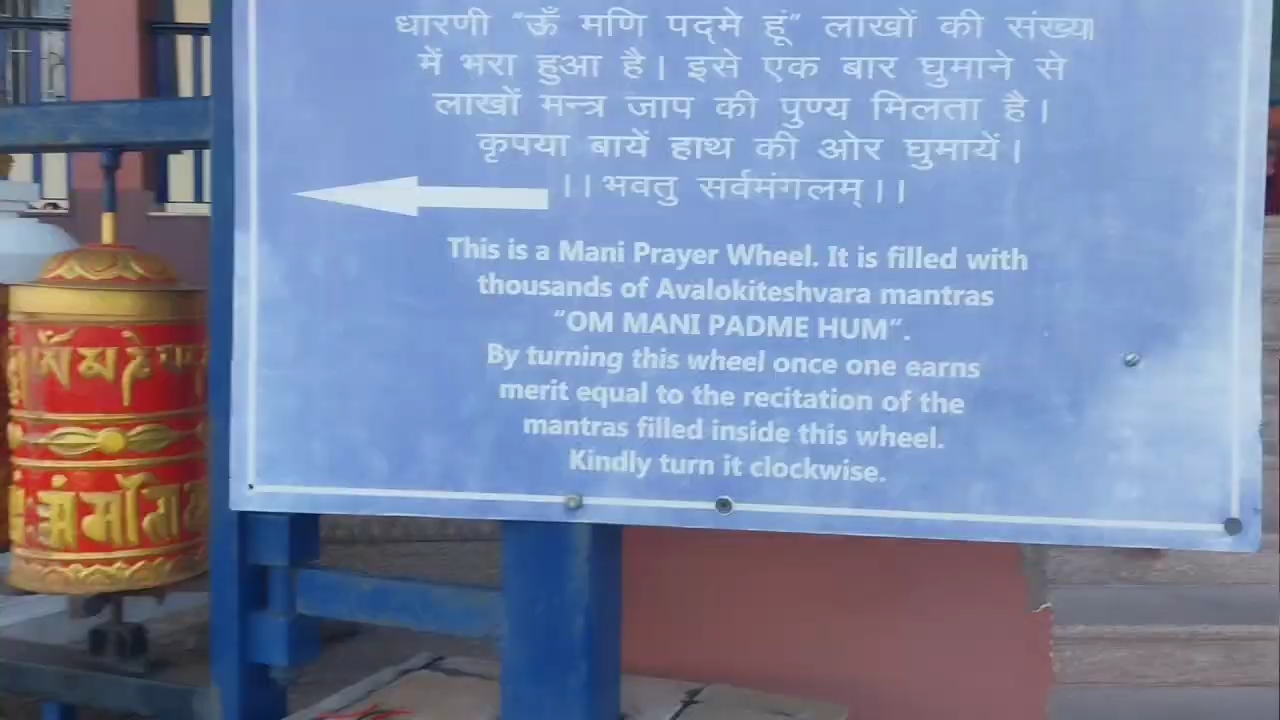 धारणी “ऊँ मणि पद्‌मे हूं” लाखों की संख्या
में भरा हुआ है। इसे एक बार घुमाने से
लाखों मन्त्र जाप की पुण्य मिलता है।
कृपया बायें हाथ की ओर घुमायें।
।।भवतु सर्वमंगलम्।।
This is a Mani Prayer Wheel. It is filled with
thousands of Avalokiteshvara mantras
“OM MANI PADME HUM”.
By turning this wheel once one earns
merit equal to the recitation of the
mantras filled inside this wheel.
Kindly turn it clockwise.